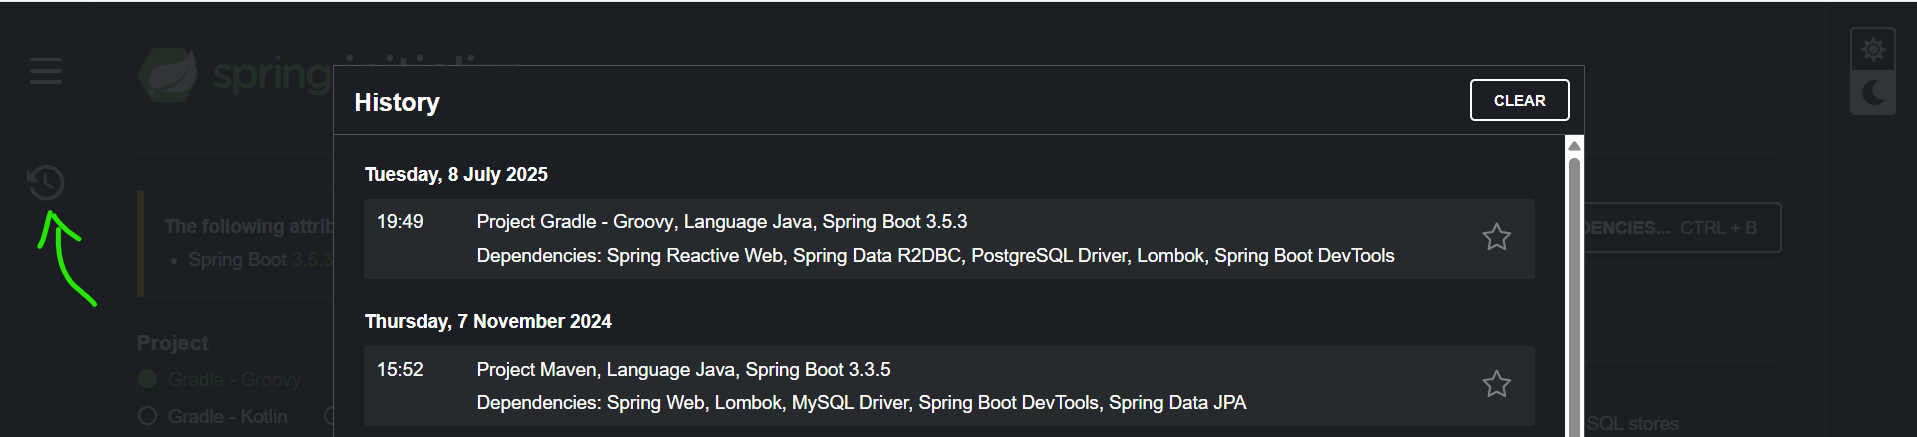 spring
History
CLEAR
Tuesday, 8 July 2025
19:49 Project Gradle - Groovy, Language Java, Spring Boot 3.5.3
Dependencies: Spring Reactive Web, Spring Data R2DBC, PostgreSQL Driver, Lombok, Spring Boot DevTools
Thursday, 7 November 2024
15:52 Project Maven, Language Java, Spring Boot 3.3.5
Dependencies: Spring Web, Lombok, MySQL Driver, Spring Boot DevTools, Spring Data JPA
The following attrib
• Spring Boot 3.5.3
DENCIES... CTRL + B
Project
Gradle - Groovy
Gradle - Kotlin
SQL stores